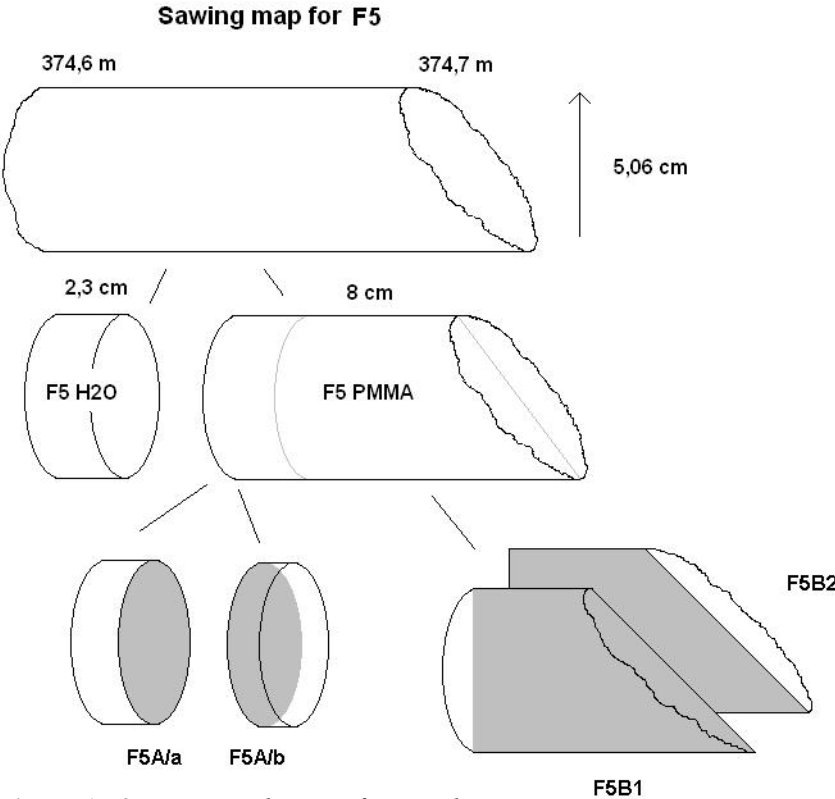 Sawing map for F5
374,6 m
374,7 m
5,06 cm
2,3 cm
8 cm
F5 H2O
F5 PMMA
F5B2
F5A/a
F5A/b
F5B1